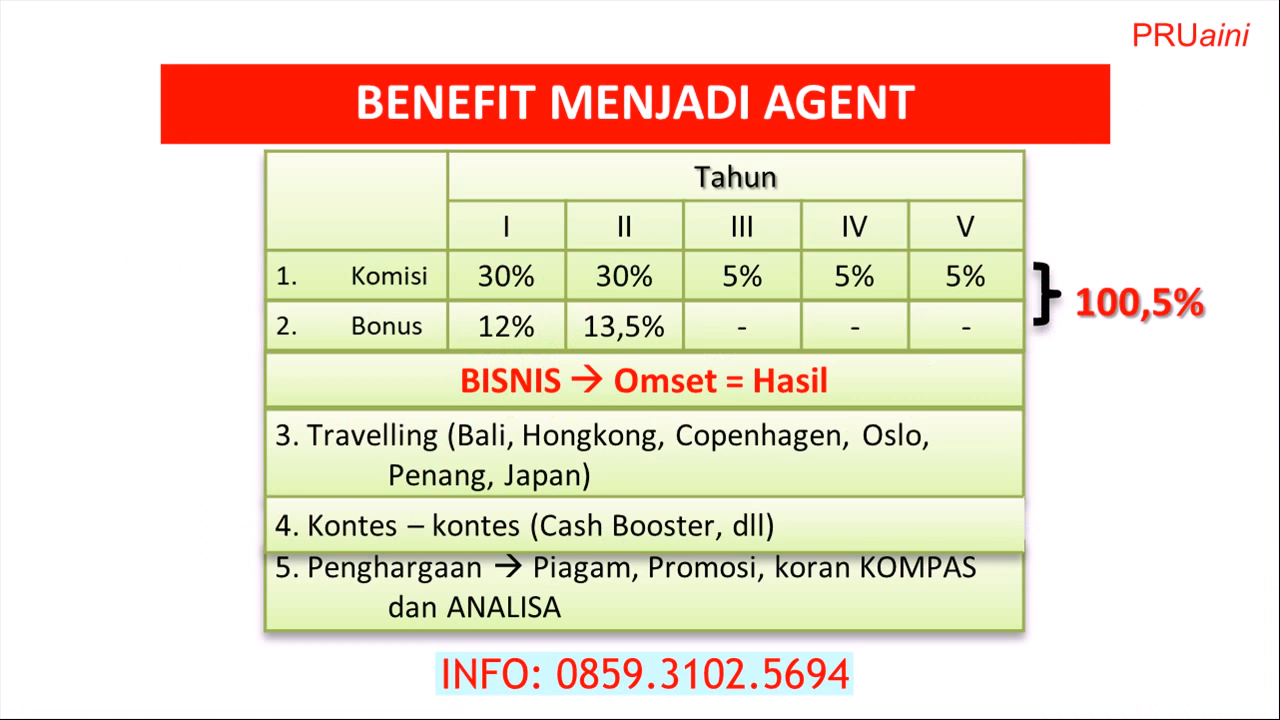 PRUaini
BENEFIT MENJADI AGENT
Tahun
I II III IV V
1. Komisi 30% 30% 5% 5% 5%
2. Bonus 12% 13,5% - - -
100,5%
BISNIS → Omset = Hasil
3. Travelling (Bali, Hongkong, Copenhagen, Oslo,
Penang, Japan)
4. Kontes – kontes (Cash Booster, dll)
5. Penghargaan → Piagam, Promosi, koran KOMPAS
dan ANALISA
INFO: 0859.3102.5694